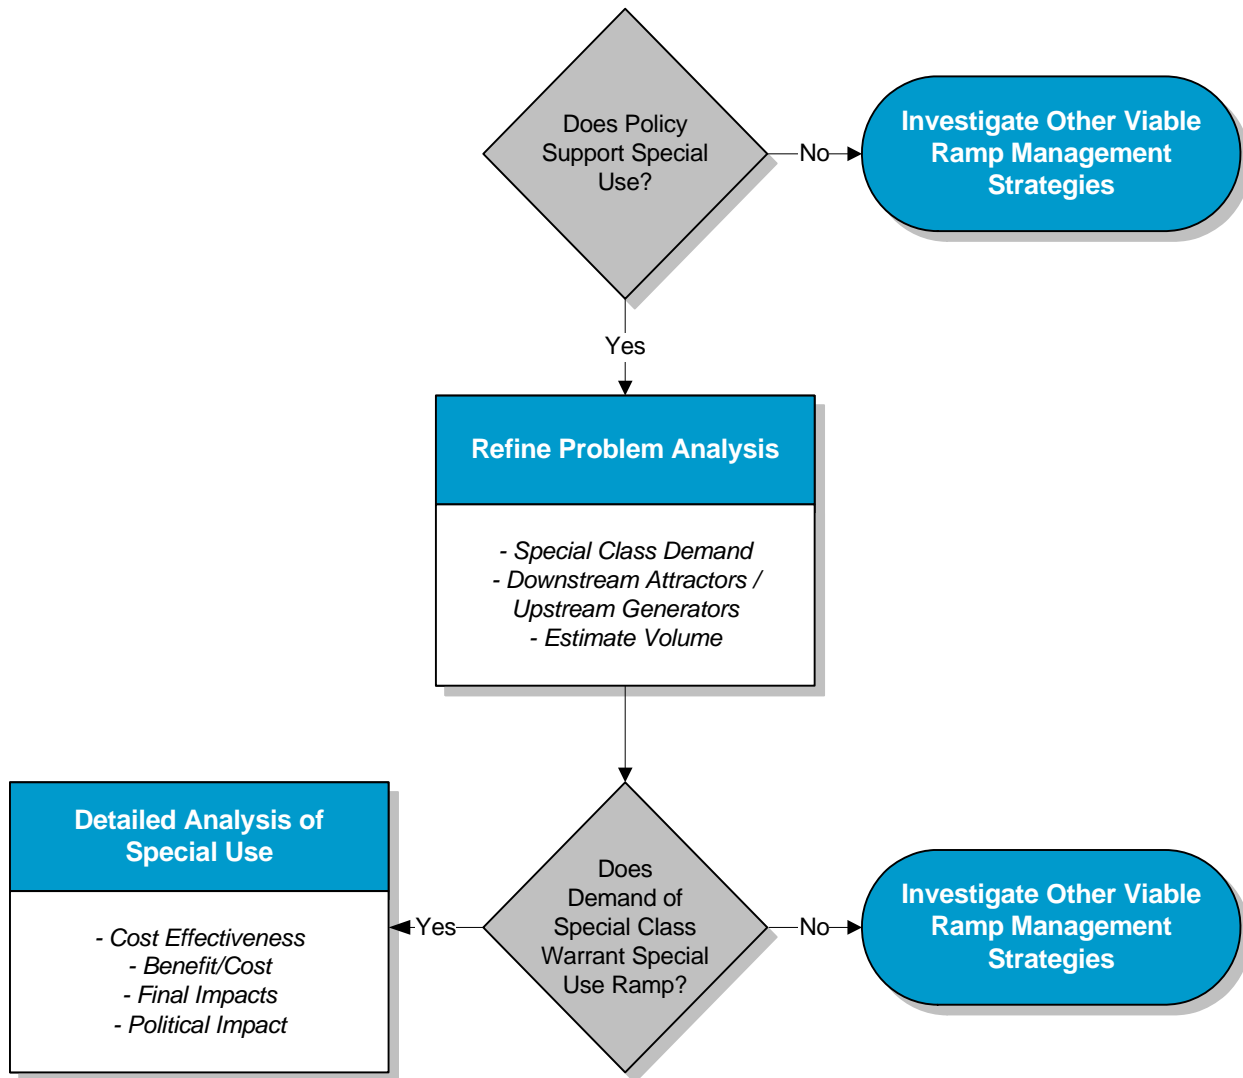 Does Policy
Support Special
Use?
No
Investigate Other Viable
Ramp Management
Strategies
Yes
Refine Problem Analysis
- Special Class Demand
- Downstream Attractors /
Upstream Generators
- Estimate Volume
Detailed Analysis of
Special Use
- Cost Effectiveness
- Benefit/Cost
- Final Impacts
- Political Impact
Yes
Does
Demand of
Special Class
Warrant Special
Use Ramp?
No
Investigate Other Viable
Ramp Management
Strategies